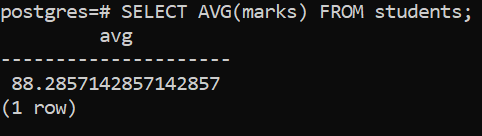 postgres=# SELECT AVG(marks) FROM students;
avg
---------------------
88.2857142857142857
(1 row)